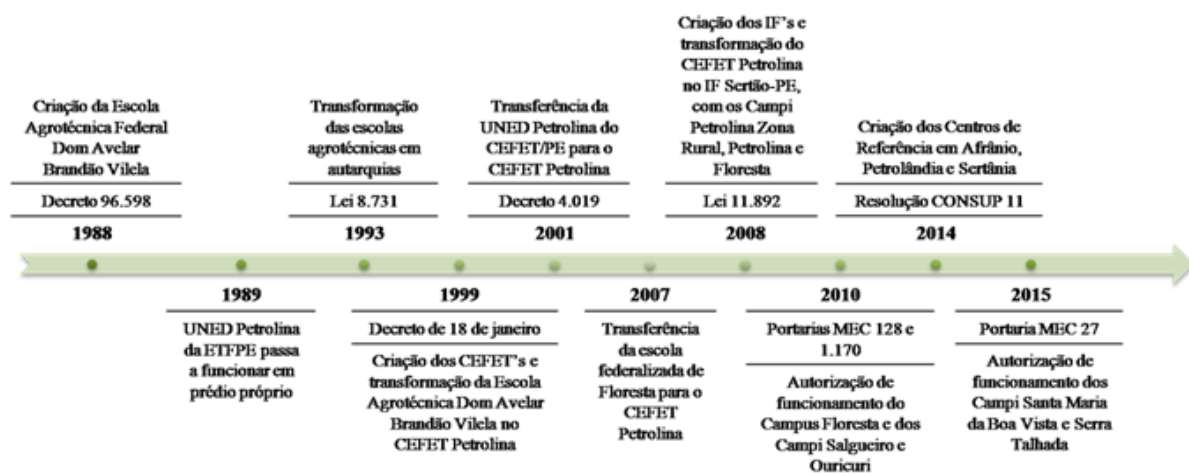 Criação da Escola
Agrotécnica Federal
Dom Avelar
Brandão Vilela
Decreto 96.598
1988
1989
UNED Petrolina
da ETFPE passa
a funcionar em
prédio próprio
Transformação
das escolas
agrotécnicas em
autarquias
Lei 8.731
1993
1999
Decreto de 18 de janeiro
Criação dos CEFET's e
transformação da Escola
Agrotécnica Dom Avelar
Brandão Vilela no
CEFET Petrolina
Transferência da
UNED Petrolina do
CEFET/PE para o
CEFET Petrolina
Decreto 4.019
2001
2007
Transferência
da escola
federalizada de
Floresta para o
CEFET
Petrolina
Criação dos IF's e
transformação do
CEFET Petrolina
no IF Sertão-PE,
com os Campi
Petrolina Zona
Rural, Petrolina e
Floresta
Lei 11.892
2008
2010
Portarias MEC 128 e
1.170
Autorização de
funcionamento do
Campus Floresta e dos
Campi Salgueiro e
Ouricuri
Criação dos Centros de
Referência em Afrânio,
Petrolândia e Sertânia
Resolução CONSUP 11
2014
2015
Portaria MEC 27
Autorização de
funcionamento dos
Campi Santa Maria
da Boa Vista e Serra
Talhada